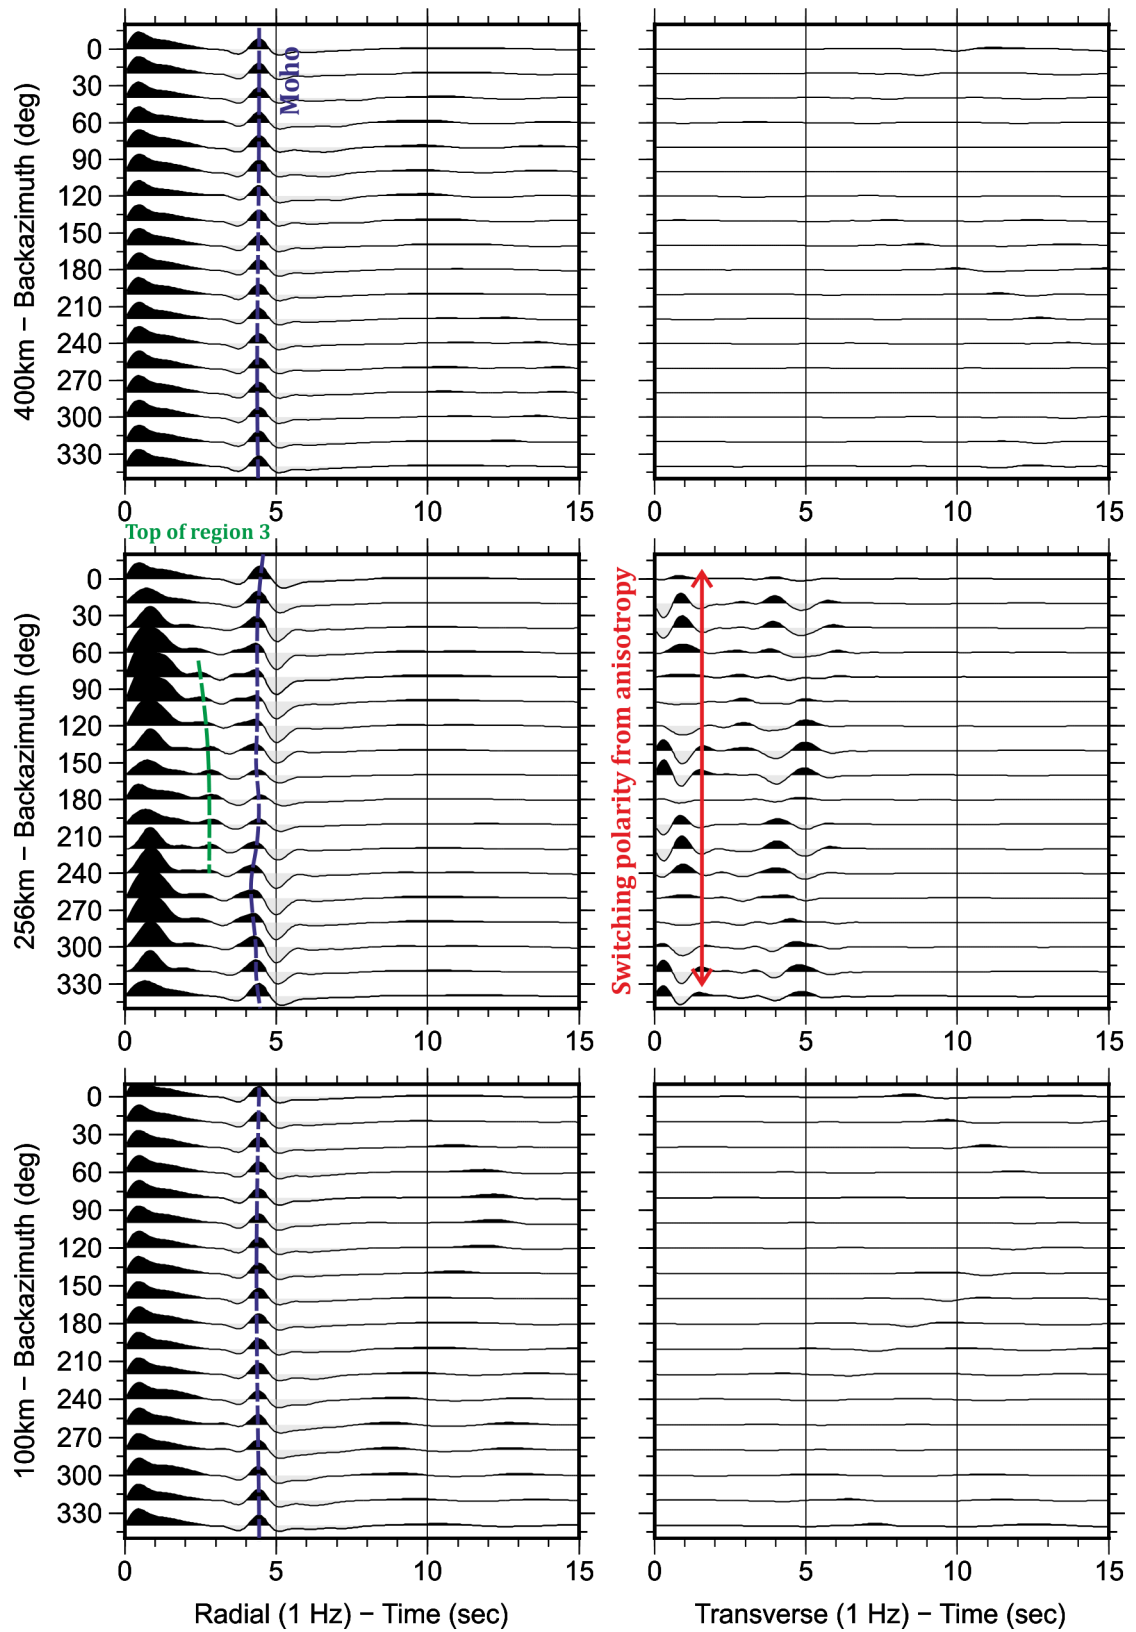 400km − Backazimuth (deg)
0
30
60
90
120
150
180
210
240
270
300
330
Moho
0 5 10 15
0 5 10 15
Top of region 3
256km − Backazimuth (deg)
0
30
60
90
120
150
180
210
240
270
300
330
Switching polarity from anisotropy
0 5 10 15
0 5 10 15
100km − Backazimuth (deg)
0
30
60
90
120
150
180
210
240
270
300
330
0 5 10 15
0 5 10 15
Radial (1 Hz) − Time (sec)
Transverse (1 Hz) − Time (sec)